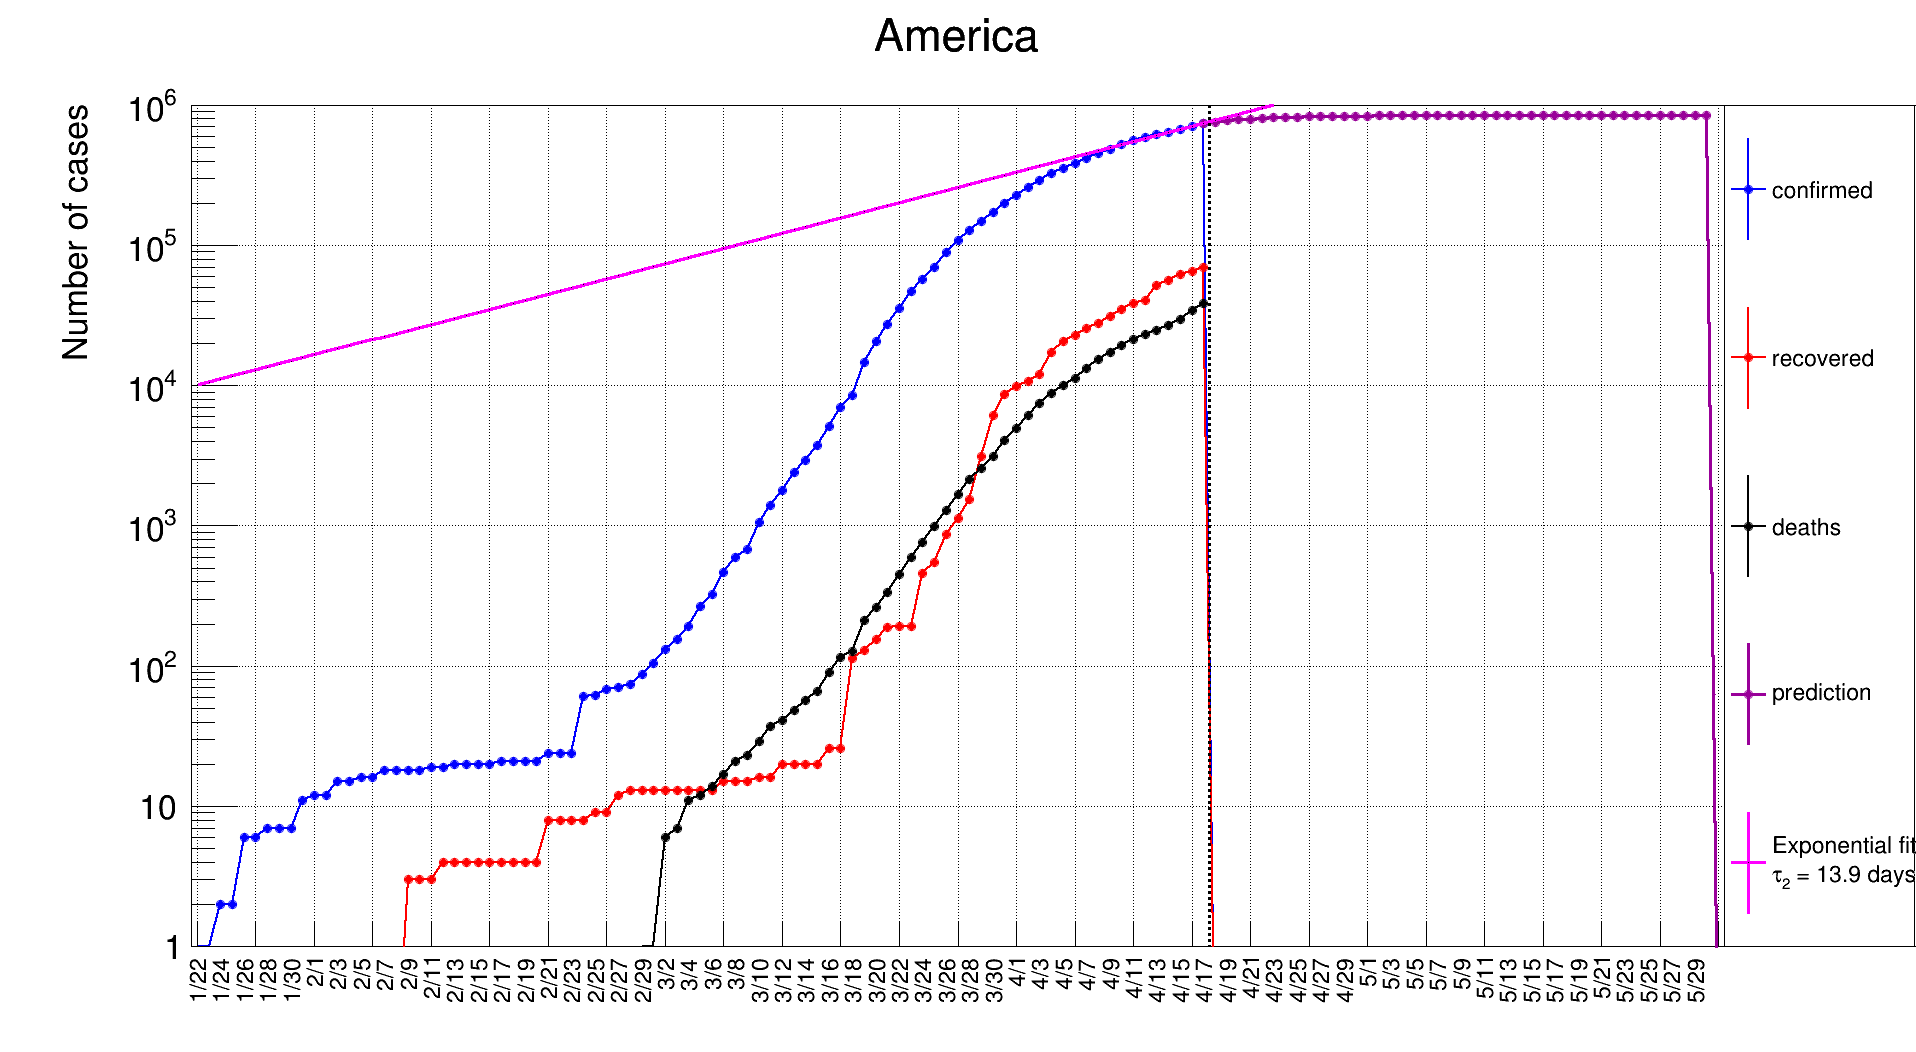 America
Number of cases
10^6
10^5
10^4
10^3
10^2
10
1
1/22 1/24 1/26 1/28 1/30 2/1 2/3 2/5 2/7 2/9 2/11 2/13 2/15 2/17 2/19 2/21 2/23 2/25 2/27 2/29 3/2 3/4 3/6 3/8 3/10 3/12 3/14 3/16 3/18 3/20 3/22 3/24 3/26 3/28 3/30 4/1 4/3 4/5 4/7 4/9 4/11 4/13 4/15 4/17 4/19 4/21 4/23 4/25 4/27 4/29 5/1 5/3 5/5 5/7 5/9 5/11 5/13 5/15 5/17 5/19 5/21 5/23 5/25 5/27 5/29
confirmed
recovered
deaths
prediction
Exponential fit
τ₂ = 13.9 days